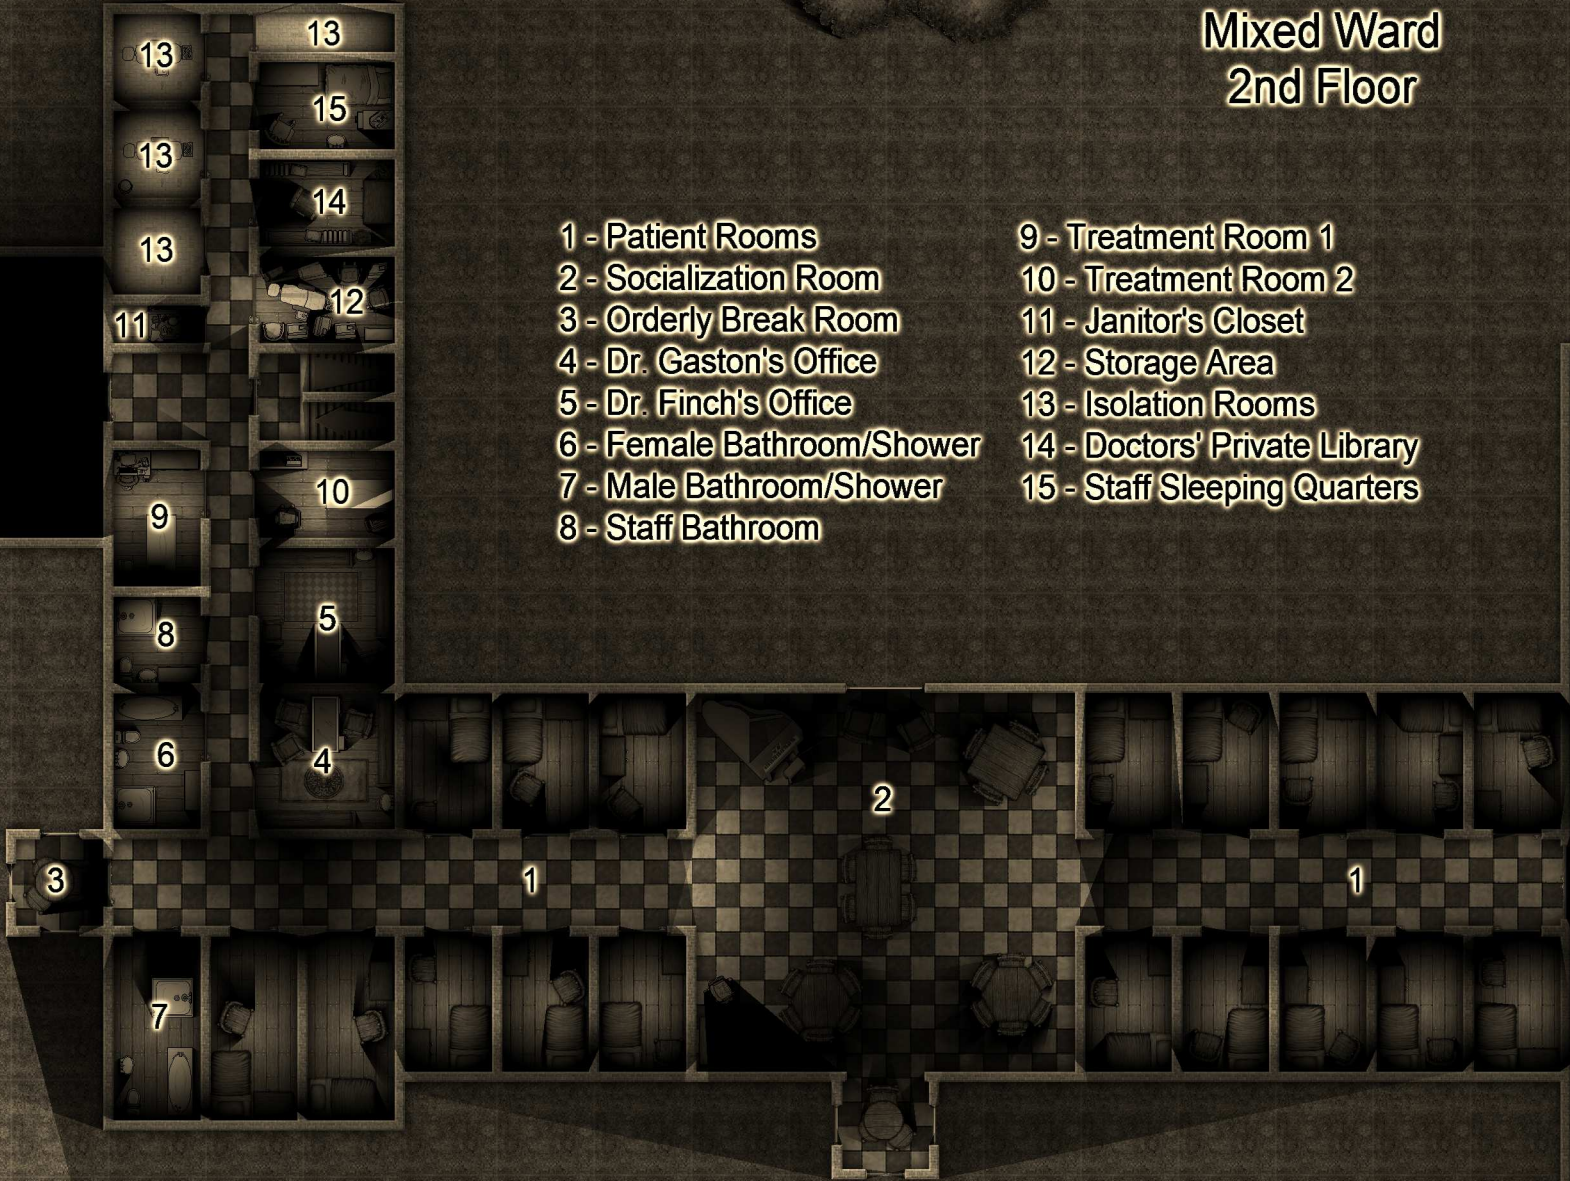 Mixed Ward
2nd Floor
1 - Patient Rooms
2 - Socialization Room
3 - Orderly Break Room
4 - Dr. Gaston's Office
5 - Dr. Finch's Office
6 - Female Bathroom/Shower
7 - Male Bathroom/Shower
8 - Staff Bathroom
9 - Treatment Room 1
10 - Treatment Room 2
11 - Janitor's Closet
12 - Storage Area
13 - Isolation Rooms
14 - Doctors' Private Library
15 - Staff Sleeping Quarters
13
13
15
13
14
13
12
11
10
9
5
8
6
4
2
3
1
1
7